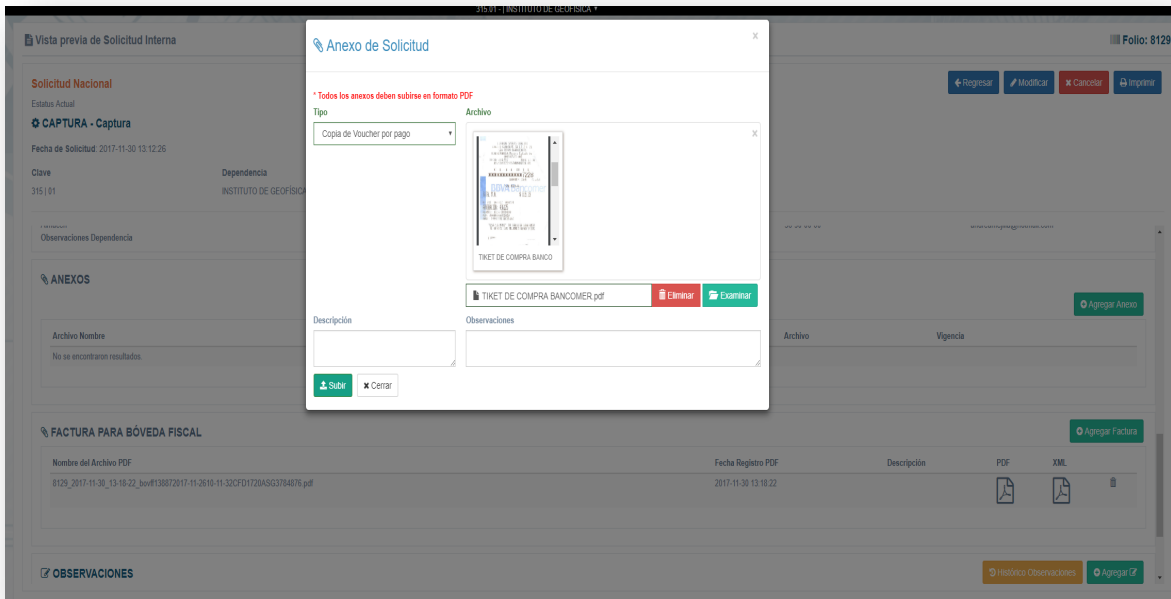 315.01 - | INSTITUTO DE GEOFISICA
Vista previa de Solicitud Interna
Folio: 8129
Solicitud Nacional
Regresar
Modificar
Cancelar
Imprimir
Estatus Actual
CAPTURA - Captura
Fecha de Solicitud: 2017-11-30 13:12:26
Clave
Dependencia
315 | 01
INSTITUTO DE GEOFÍSICA
Observaciones Dependencia
Anexo de Solicitud
x
* Todos los anexos deben subirse en formato PDF
Tipo
Archivo
Copia de Voucher por pago
x
BBVA Bancomer
TIKET DE COMPRA BANCO
TIKET DE COMPRA BANCOMER.pdf
Eliminar
Examinar
Descripción
Observaciones
Subir
Cerrar
ANEXOS
Agregar Anexo
Archivo Nombre
Archivo
Vigencia
No se encontraron resultados.
FACTURA PARA BÓVEDA FISCAL
Agregar Factura
Nombre del Archivo PDF
Fecha Registro PDF
Descripción
PDF
XML
8129_2017-11-30_13-18-22_bovff138872017-11-2610-11-32CFD1720ASG3784876.pdf
2017-11-30 13:18:22
OBSERVACIONES
Histórico Observaciones
Agregar